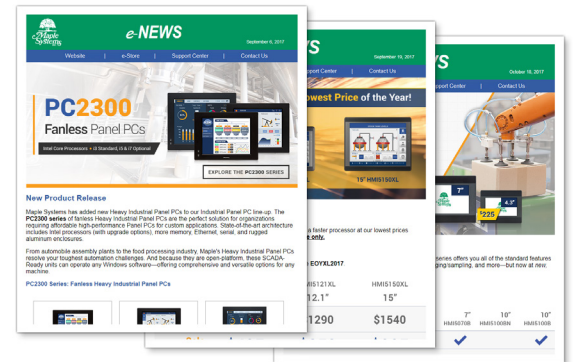 Maple
Systems
e-NEWS
September 6, 2017
Website | e-Store | Support Center | Contact Us
PC2300
Fanless Panel PCs
Intel Core Processors • i3 Standard, i5 & i7 Optional
EXPLORE THE PC2300 SERIES
New Product Release
Maple Systems has added new Heavy Industrial Panel PCs to our Industrial Panel PC line-up. The
PC2300 series of fanless Heavy Industrial Panel PCs are the perfect solution for organizations
requiring affordable high-performance Panel PCs for custom applications. State-of-the-art architecture
includes Intel processors (with upgrade options), more memory, Ethernet, serial, and rugged
aluminum enclosures.
From automobile assembly plants to the food processing industry, Maple's Heavy Industrial Panel PCs
resolve your toughest automation challenges. And because they are open-platform, these SCADA-
Ready units can operate any Windows software—offering comprehensive and versatile options for any
machine.
PC2300 Series: Fanless Heavy Industrial Panel PCs
'S
September 19, 2017
pport Center | Contact Us
owest Price of the Year!
15" HMI5150XL
s a faster processor at our lowest prices
e only.
: EOYXL2017.
MI5121XL HMI5150XL
12.1" 15"
1290 $1540
'S
October 18, 2017
pport Center | Contact Us
7"
4.3"
$225
series offers you all of the standard features
ging/sampling, and more—but now at new,
7" 10" 10"
HMI5070B HMI5100BN HMI5100B